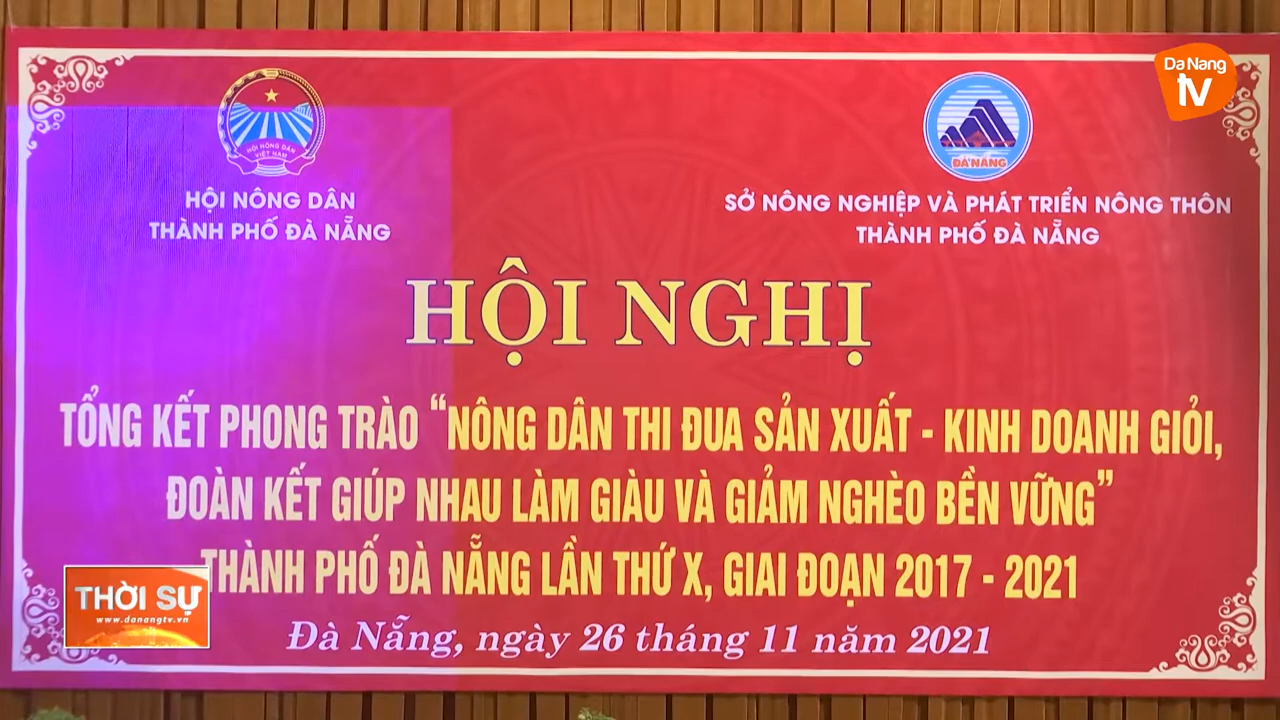 Da Nang
tv
HỘI NÔNG DÂN
VIỆT NAM
ĐÀ NẴNG
HỘI NÔNG DÂN
THÀNH PHỐ ĐÀ NẴNG
SỞ NÔNG NGHIỆP VÀ PHÁT TRIỂN NÔNG THÔN
THÀNH PHỐ ĐÀ NẴNG
HỘI NGHỊ
TỔNG KẾT PHONG TRÀO “NÔNG DÂN THI ĐUA SẢN XUẤT - KINH DOANH GIỎI,
ĐOÀN KẾT GIÚP NHAU LÀM GIÀU VÀ GIẢM NGHÈO BỀN VỮNG”
THÀNH PHỐ ĐÀ NẴNG LẦN THỨ X, GIAI ĐOẠN 2017 - 2021
Đà Nẵng, ngày 26 tháng 11 năm 2021
THỜI SỰ
www.danangtv.vn